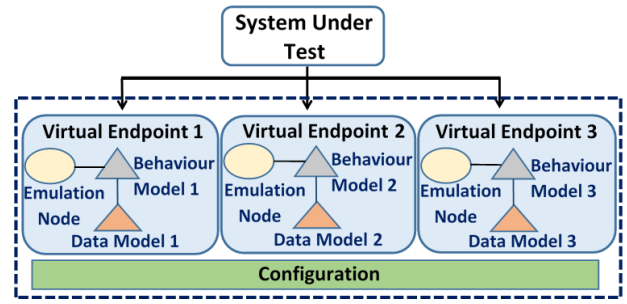 System Under
Test
Virtual Endpoint 1
Behaviour
Model 1
Emulation
Node
Data Model 1
Virtual Endpoint 2
Behaviour
Model 2
Emulation
Node
Data Model 2
Virtual Endpoint 3
Behaviour
Model 3
Emulation
Node
Data Model 3
Configuration